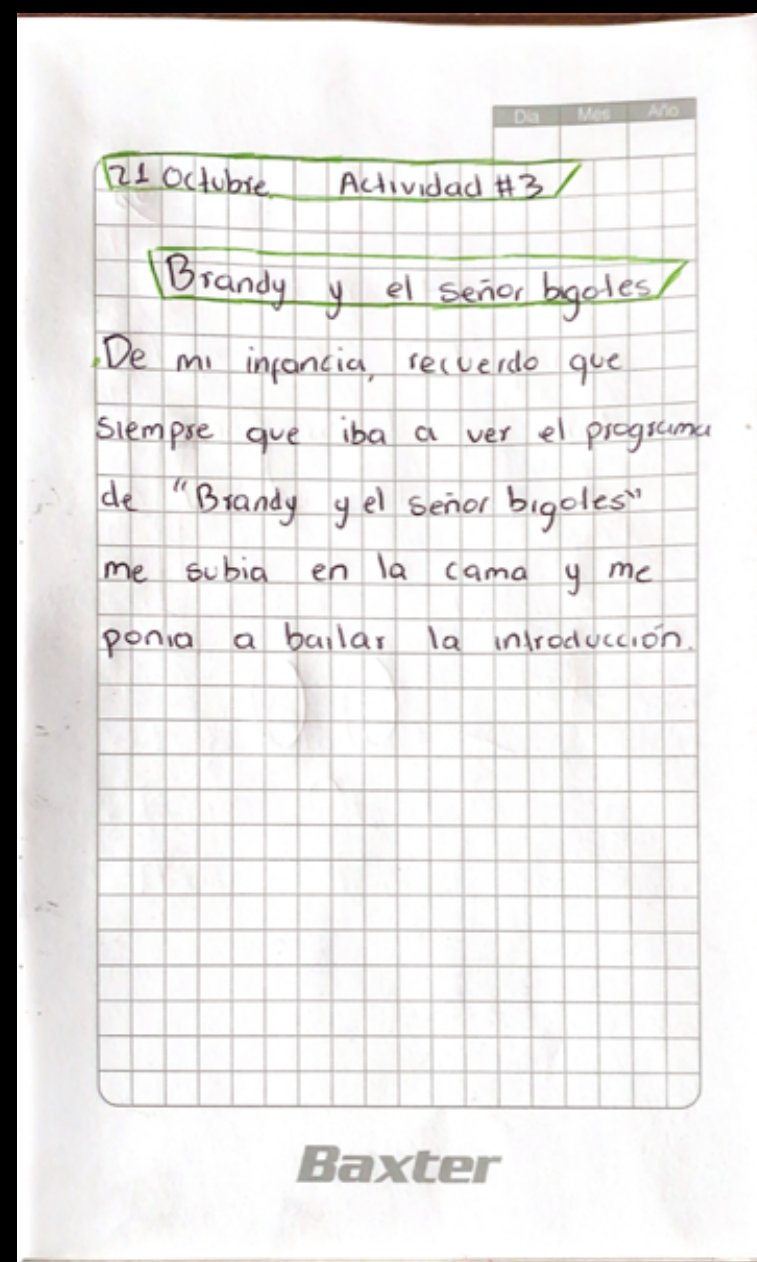 Dia Mes Año
21 Octubre Actividad #3
Brandy y el señor bigotes
De mi infancia, recuerdo que
siempre que iba a ver el programa
de "Brandy y el señor bigotes"
me subia en la cama y me
ponia a bailar la introducción.
Baxter